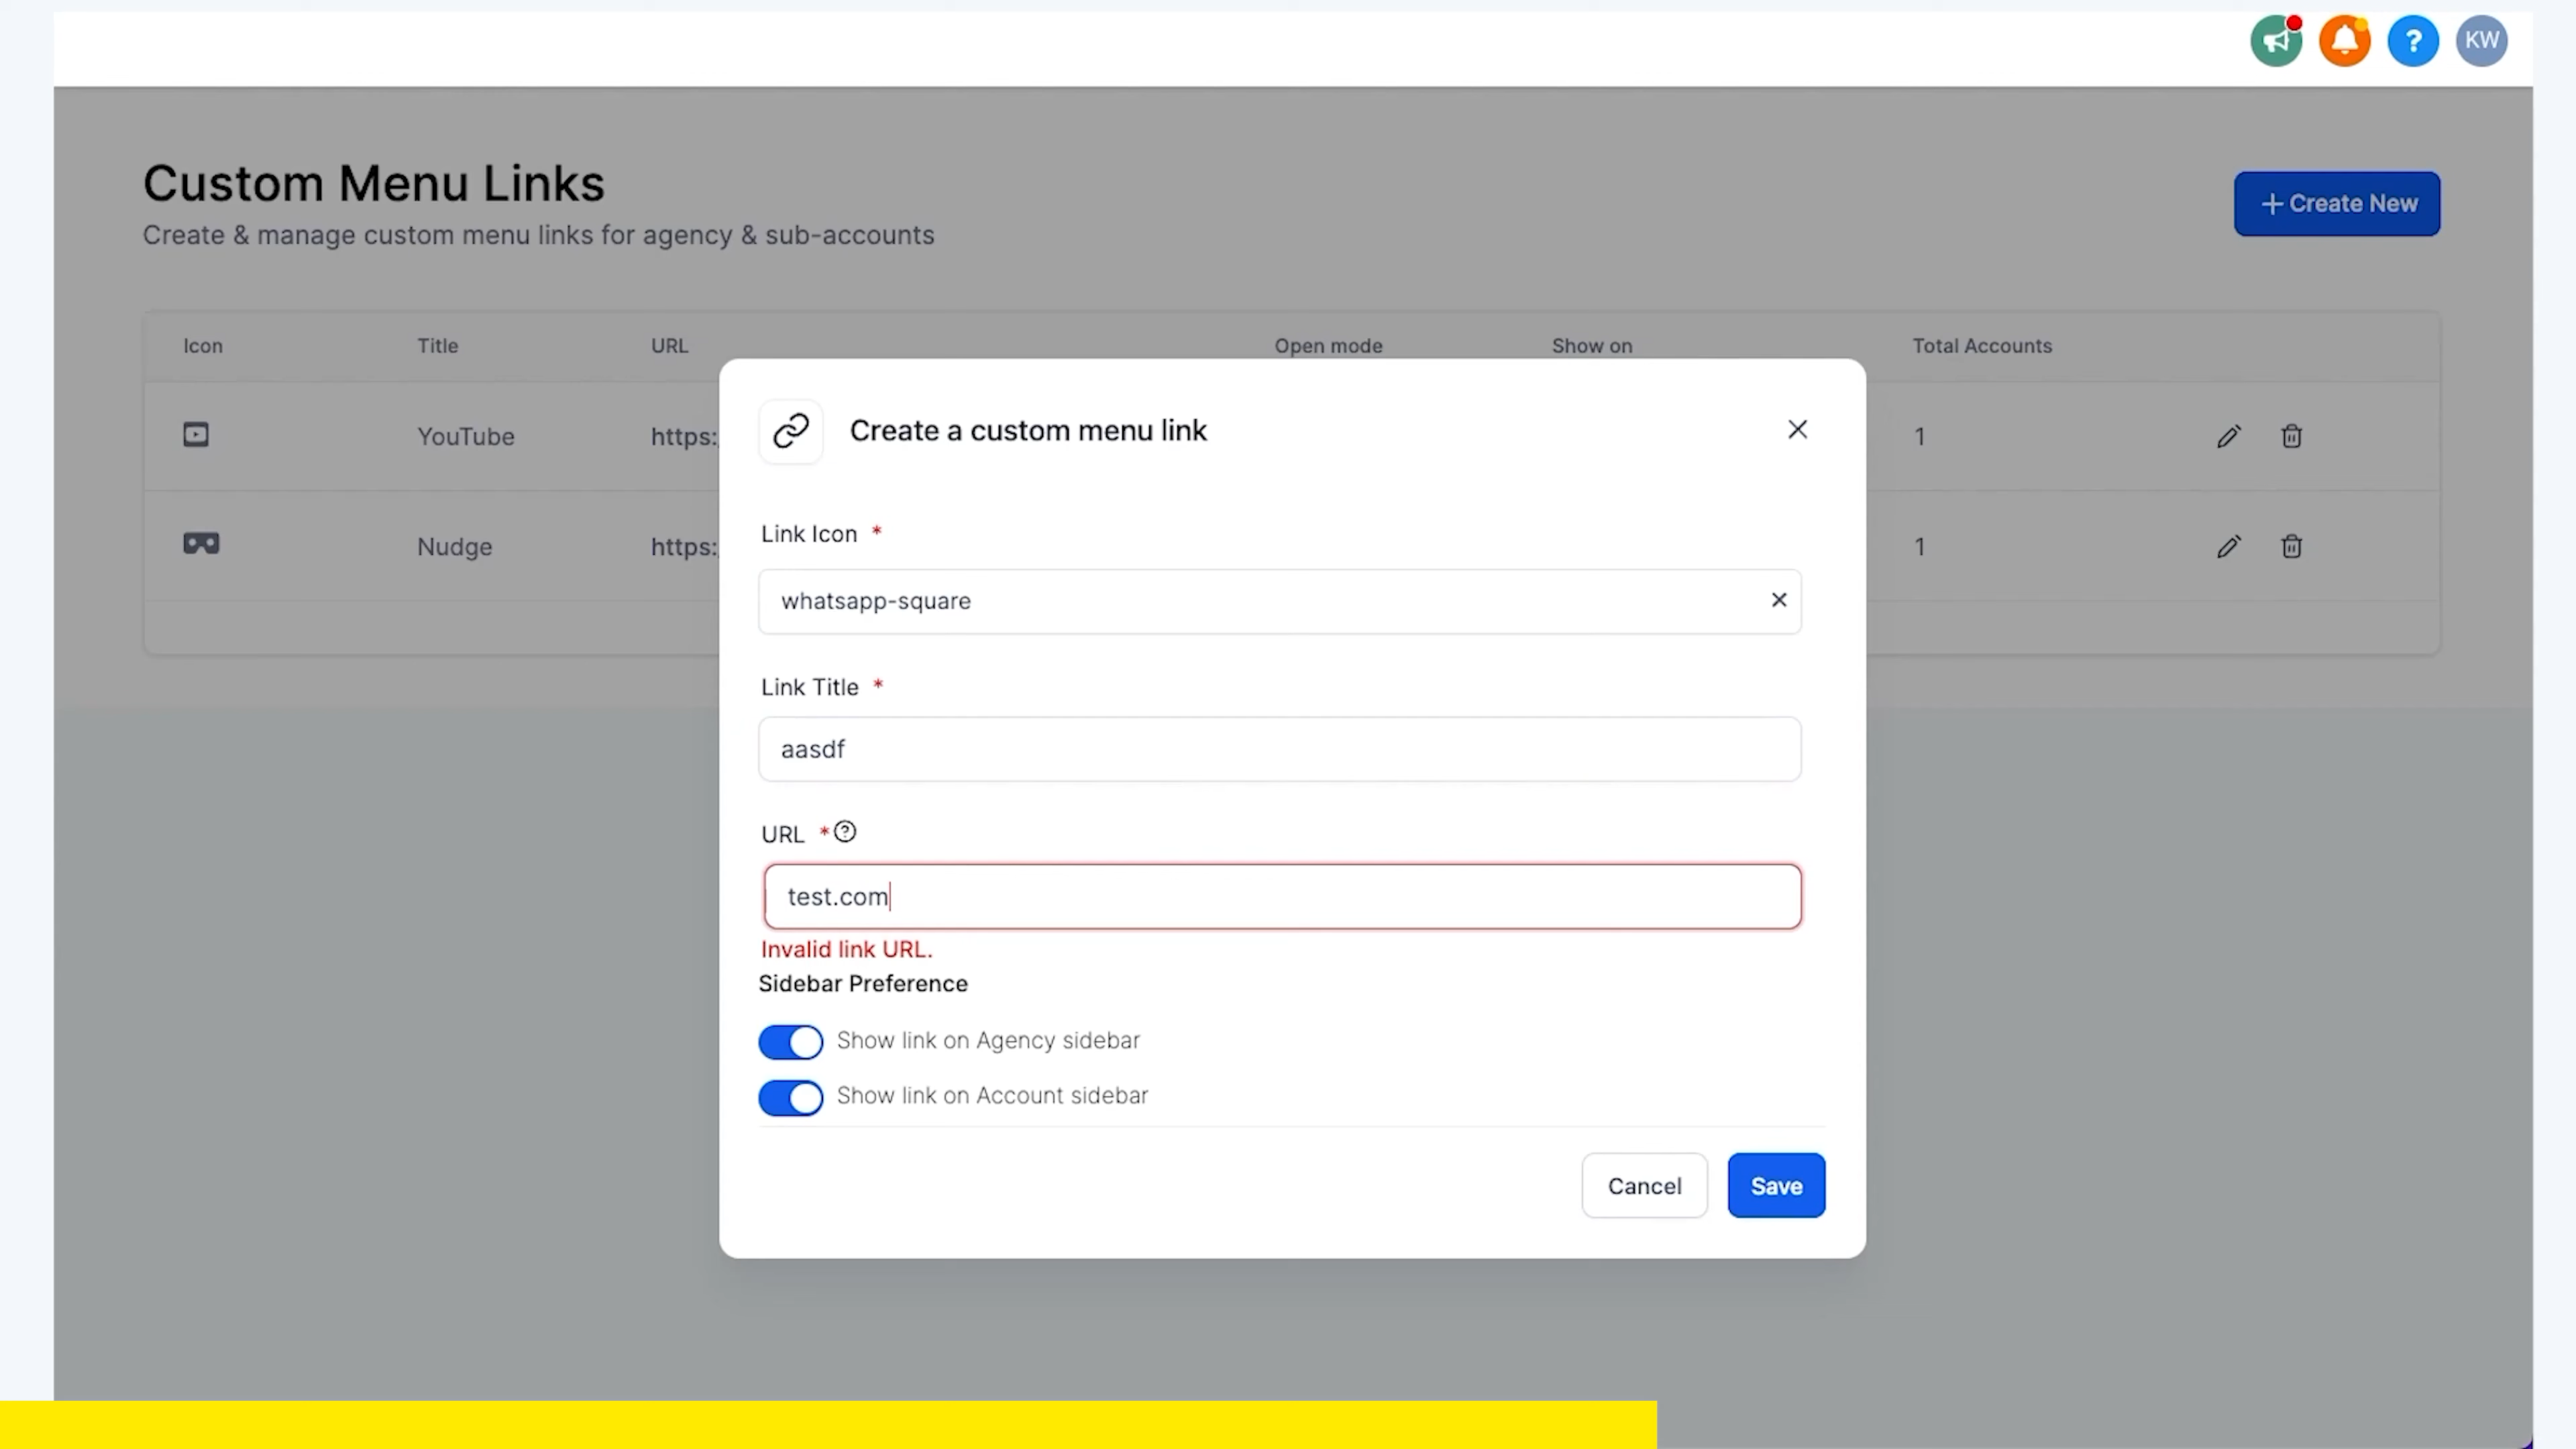 ? KW
Custom Menu Links
Create & manage custom menu links for agency & sub-accounts
+ Create New
Icon Title URL Open mode Show on Total Accounts
YouTube https: 1
Nudge https: 1
Create a custom menu link
Link Icon *
whatsapp-square
Link Title *
aasdf
URL * ?
test.com
Invalid link URL.
Sidebar Preference
Show link on Agency sidebar
Show link on Account sidebar
Cancel Save